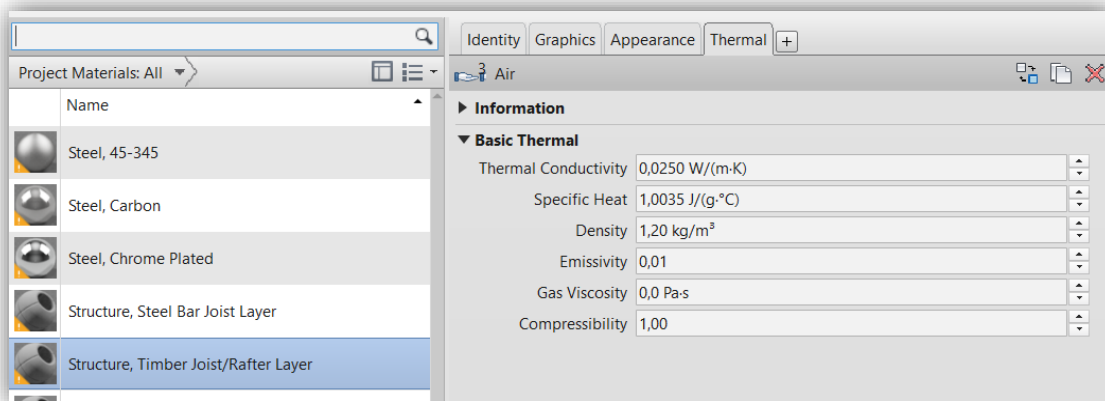 Project Materials: All
Name
Steel, 45-345
Steel, Carbon
Steel, Chrome Plated
Structure, Steel Bar Joist Layer
Structure, Timber Joist/Rafter Layer
Identity Graphics Appearance Thermal +
3 Air
Information
Basic Thermal
Thermal Conductivity 0,0250 W/(m·K)
Specific Heat 1,0035 J/(g·°C)
Density 1,20 kg/m³
Emissivity 0,01
Gas Viscosity 0,0 Pa·s
Compressibility 1,00